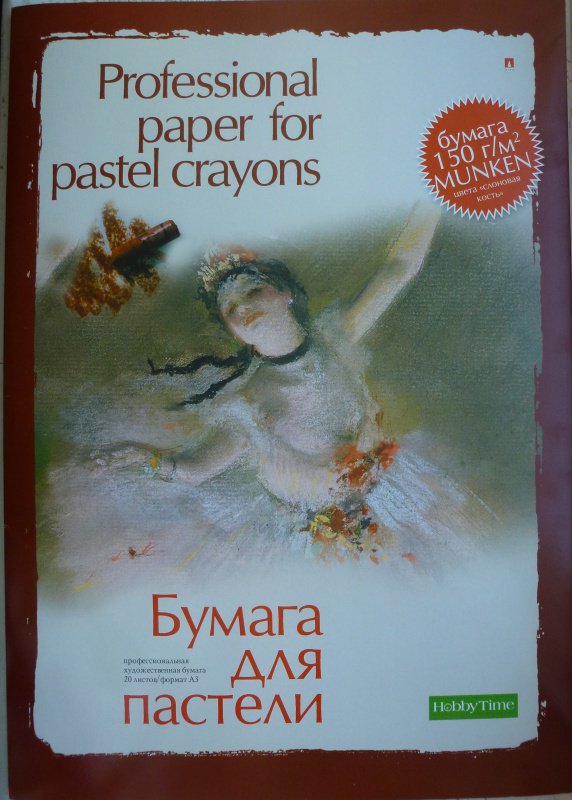 Professional
paper for
pastel crayons
бумага
150 г/м2
MUNKEN
цвета «слоновая
кость»
Бумага
для
пастели
профессиональная
художественная бумага
20 листов/формат А3
HobbyTime